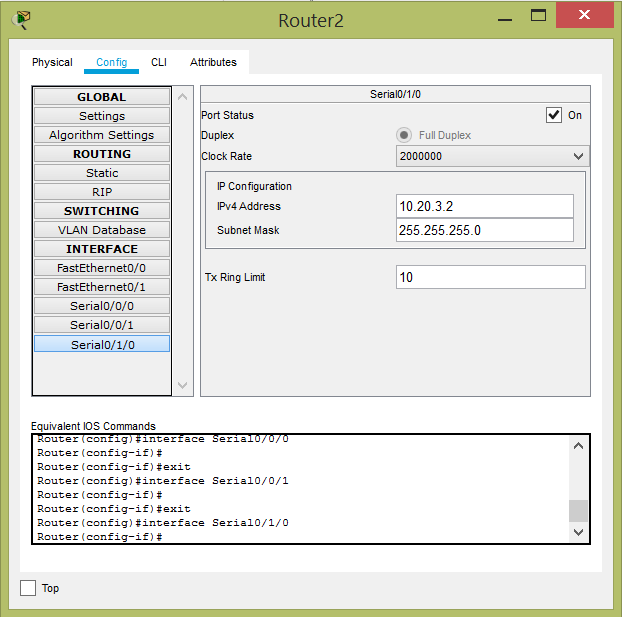 Router2
Physical Config CLI Attributes
GLOBAL
Settings
Algorithm Settings
ROUTING
Static
RIP
SWITCHING
VLAN Database
INTERFACE
FastEthernet0/0
FastEthernet0/1
Serial0/0/0
Serial0/0/1
Serial0/1/0
Serial0/1/0
Port Status On
Duplex Full Duplex
Clock Rate 2000000
IP Configuration
IPv4 Address 10.20.3.2
Subnet Mask 255.255.255.0
Tx Ring Limit 10
Equivalent IOS Commands
Router(config)#interface Serial0/0/0
Router(config-if)#
Router(config-if)#exit
Router(config)#interface Serial0/0/1
Router(config-if)#
Router(config-if)#exit
Router(config)#interface Serial0/1/0
Router(config-if)#
Top